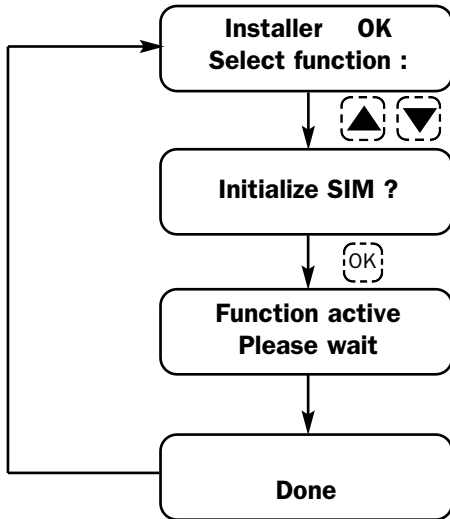 Installer OK
Select function :
Initialize SIM ?
OK
Function active
Please wait
Done